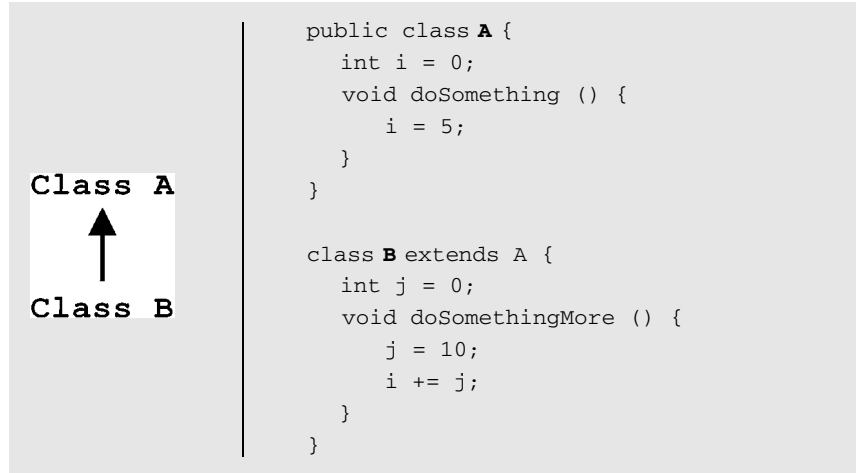 Class A
Class B
public class A {
int i = 0;
void doSomething () {
i = 5;
}
}
class B extends A {
int j = 0;
void doSomethingMore () {
j = 10;
i += j;
}
}